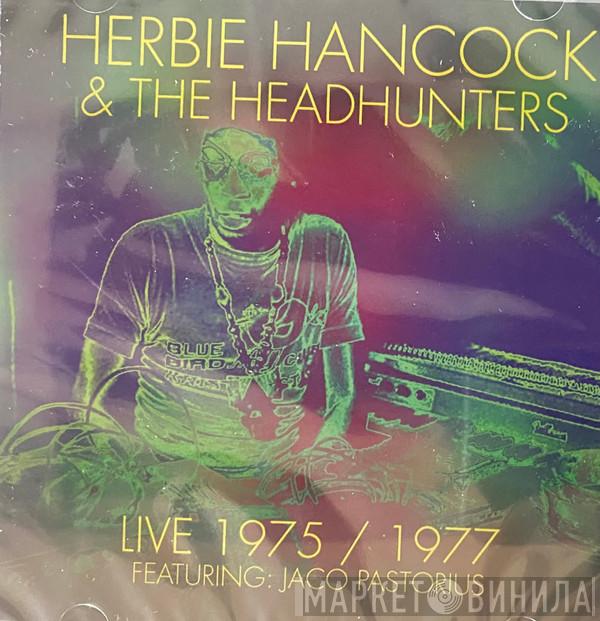 HERBIE HANCOCK
& THE HEADHUNTERS
BLUE
BIRD
LIVE 1975 / 1977
FEATURING: JACO PASTORIUS
МАРКЕТ ВИНИЛА